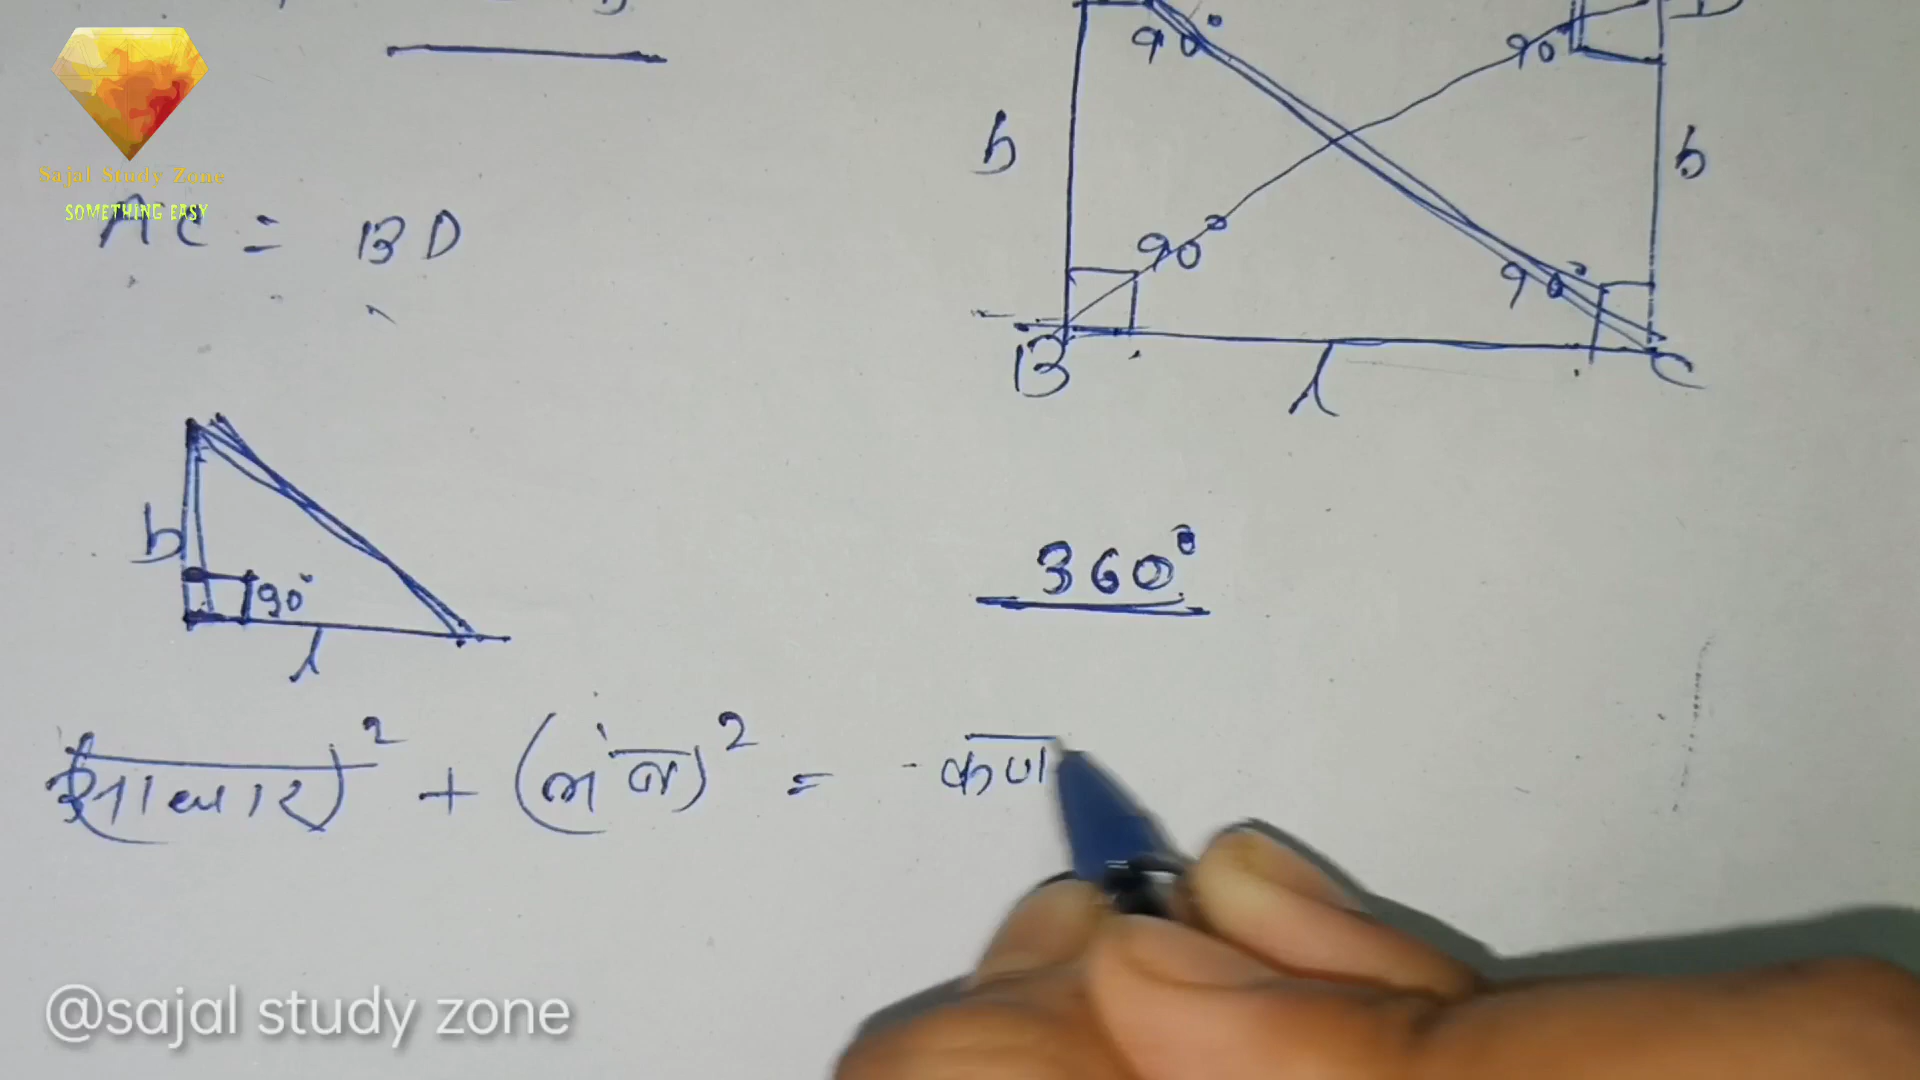 Sajal Study Zone
SOMETHING EASY
AC = BD
90°
90°
b
b
90°
90°
B
C
l
b
90°
l
360°
(आधार)² + (लंब)² = कण
@sajal study zone